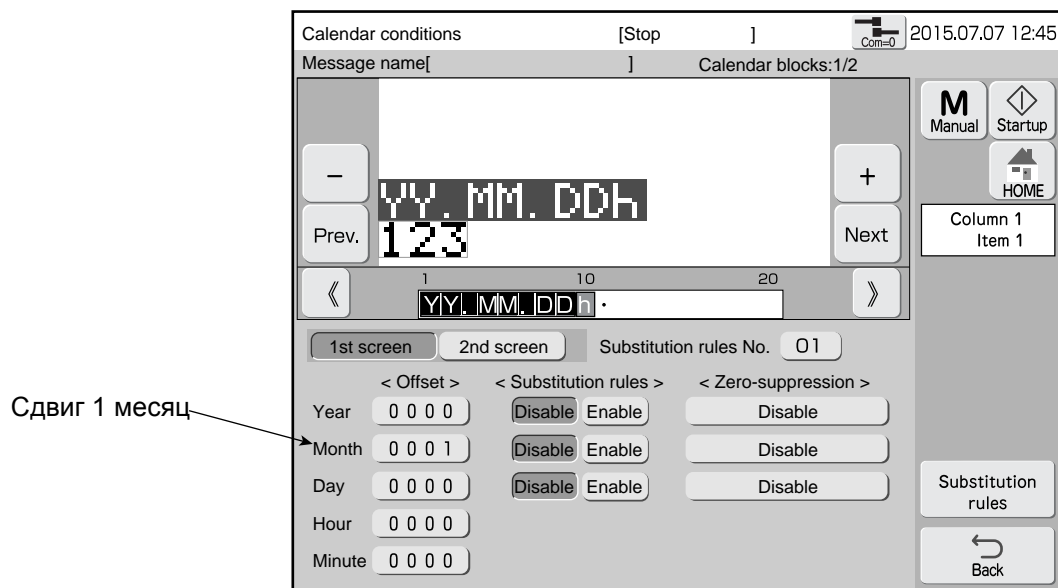 Calendar conditions [Stop ] Com=0 2015.07.07 12:45
Message name[ ] Calendar blocks:1/2
M
Manual Startup
HOME
−
+
YY.MM.DDh
Prev. 123 Next
Column 1
Item 1
1 10 20
《 YY.MM.DDh· 》
1st screen 2nd screen Substitution rules No. 01
< Offset > < Substitution rules > < Zero-suppression >
Сдвиг 1 месяц
Year 0000 Disable Enable Disable
Month 0001 Disable Enable Disable
Day 0000 Disable Enable Disable
Hour 0000
Minute 0000
Substitution
rules
Back